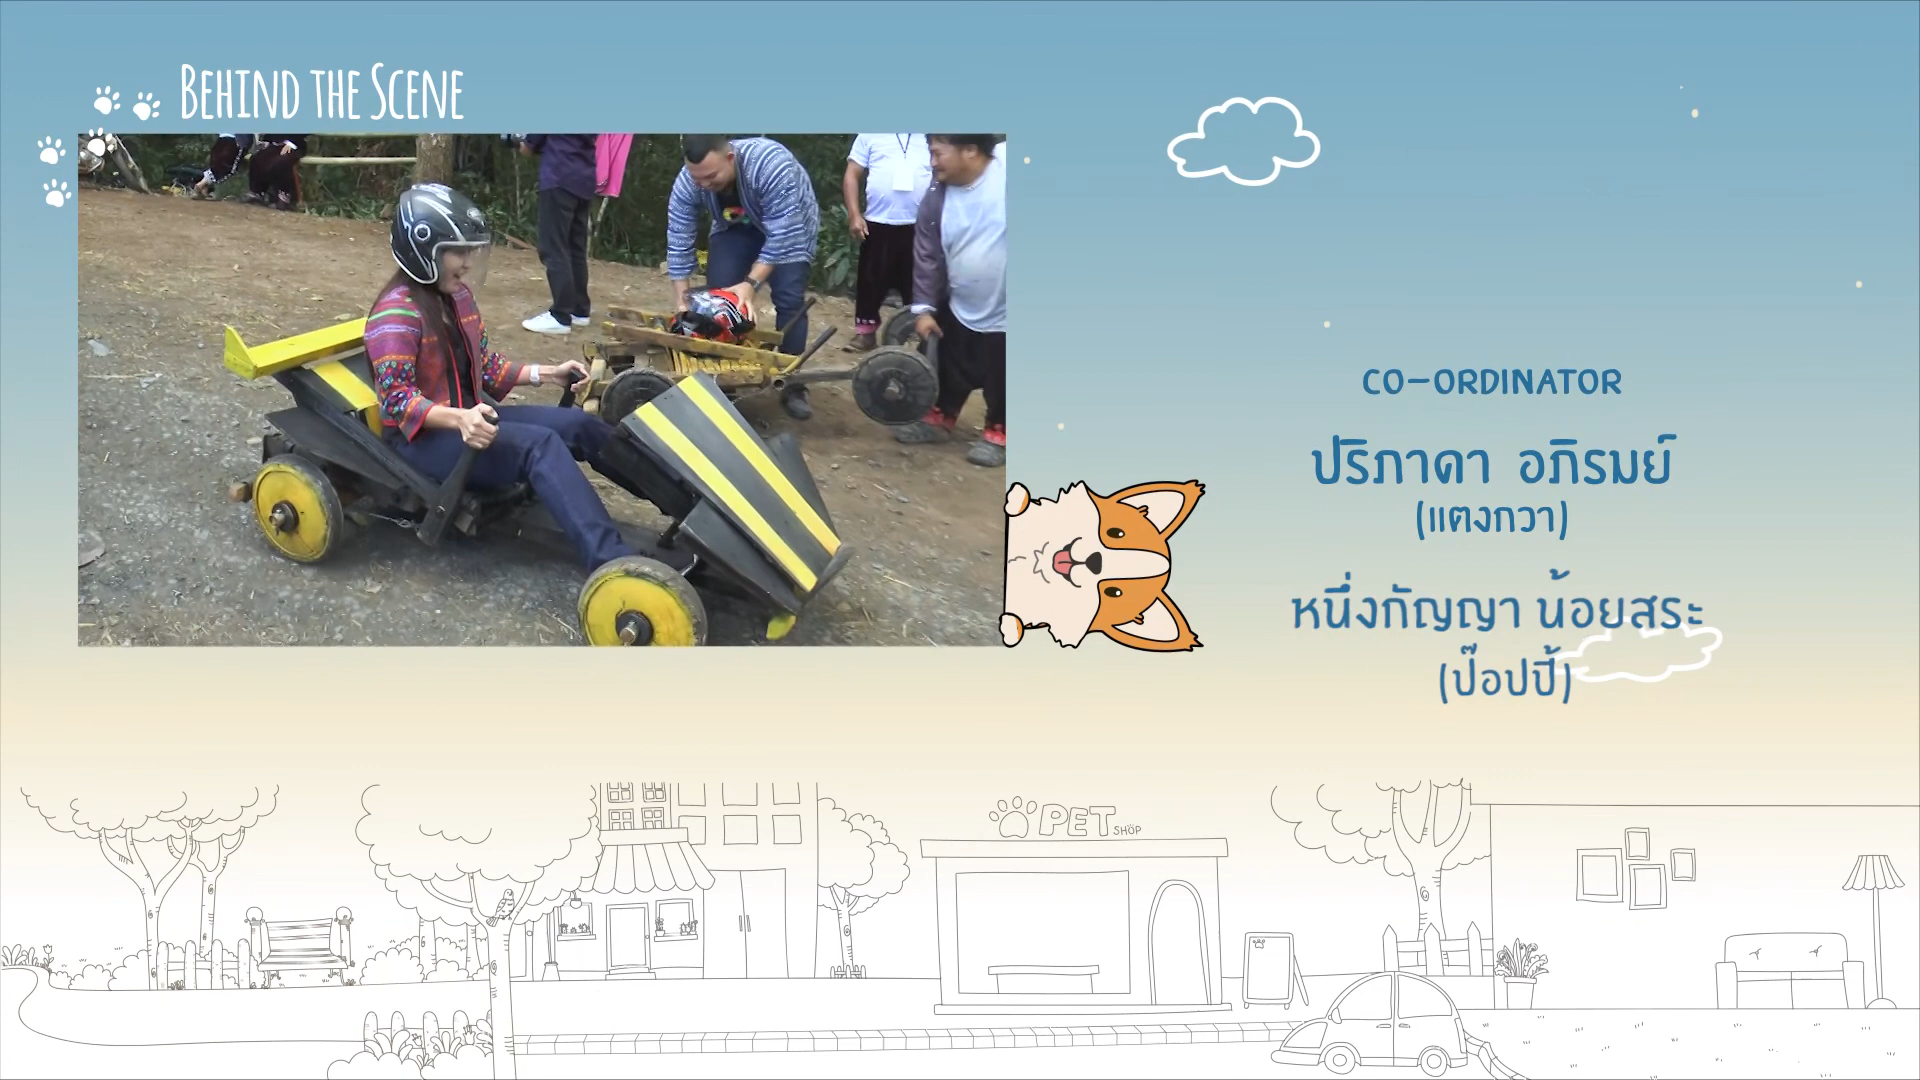 BEHIND THE SCENE
CO-ORDINATOR
ปริภาดา อภิรมย์
(แตงกวา)
หนึ่งกัญญา น้อยสระ
(ป๊อปปี้)
PET SHOP